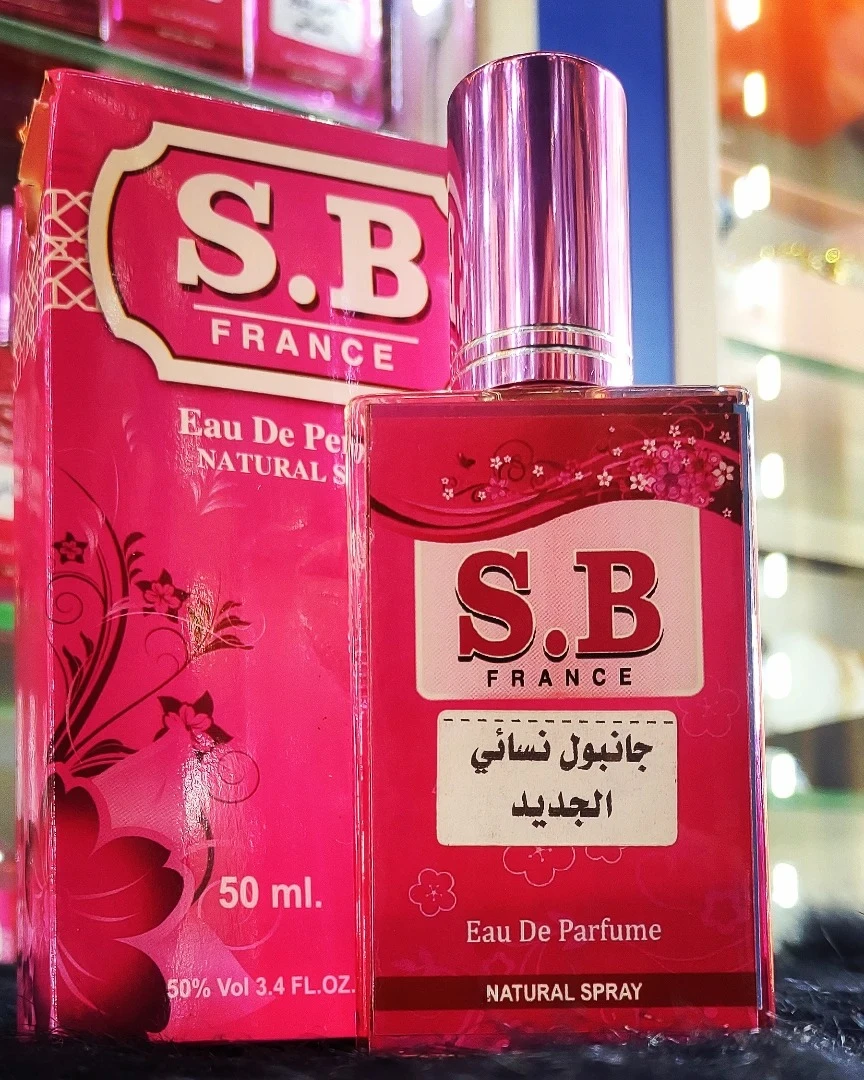 S.B
FRANCE
Eau De Perf
NATURAL S
50 ml.
50% Vol 3.4 FL.OZ.
S.B
FRANCE
جانبول نسائي
الجديد
Eau De Parfume
NATURAL SPRAY